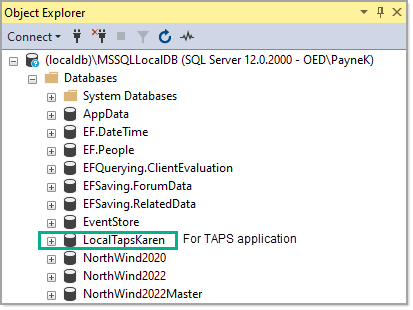 Object Explorer
Connect
(localdb)\MSSQLLocalDB (SQL Server 12.0.2000 - OED\PayneK)
Databases
System Databases
AppData
EF.DateTime
EF.People
EFQuerying.ClientEvaluation
EFSaving.ForumData
EFSaving.RelatedData
EventStore
LocalTapsKaren For TAPS application
NorthWind2020
NorthWind2022
NorthWind2022Master